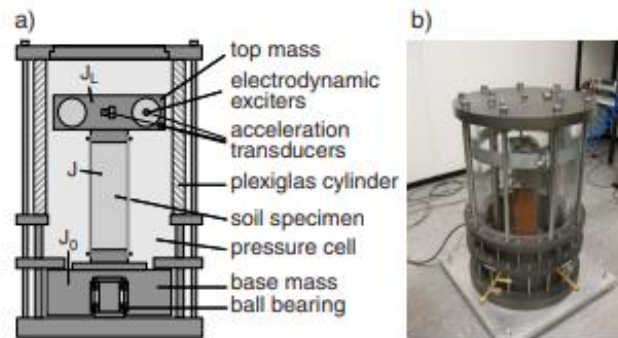 a)
b)
top mass
electrodynamic
exciters
acceleration
transducers
plexiglas cylinder
soil specimen
pressure cell
base mass
ball bearing
J_L
J
J_0